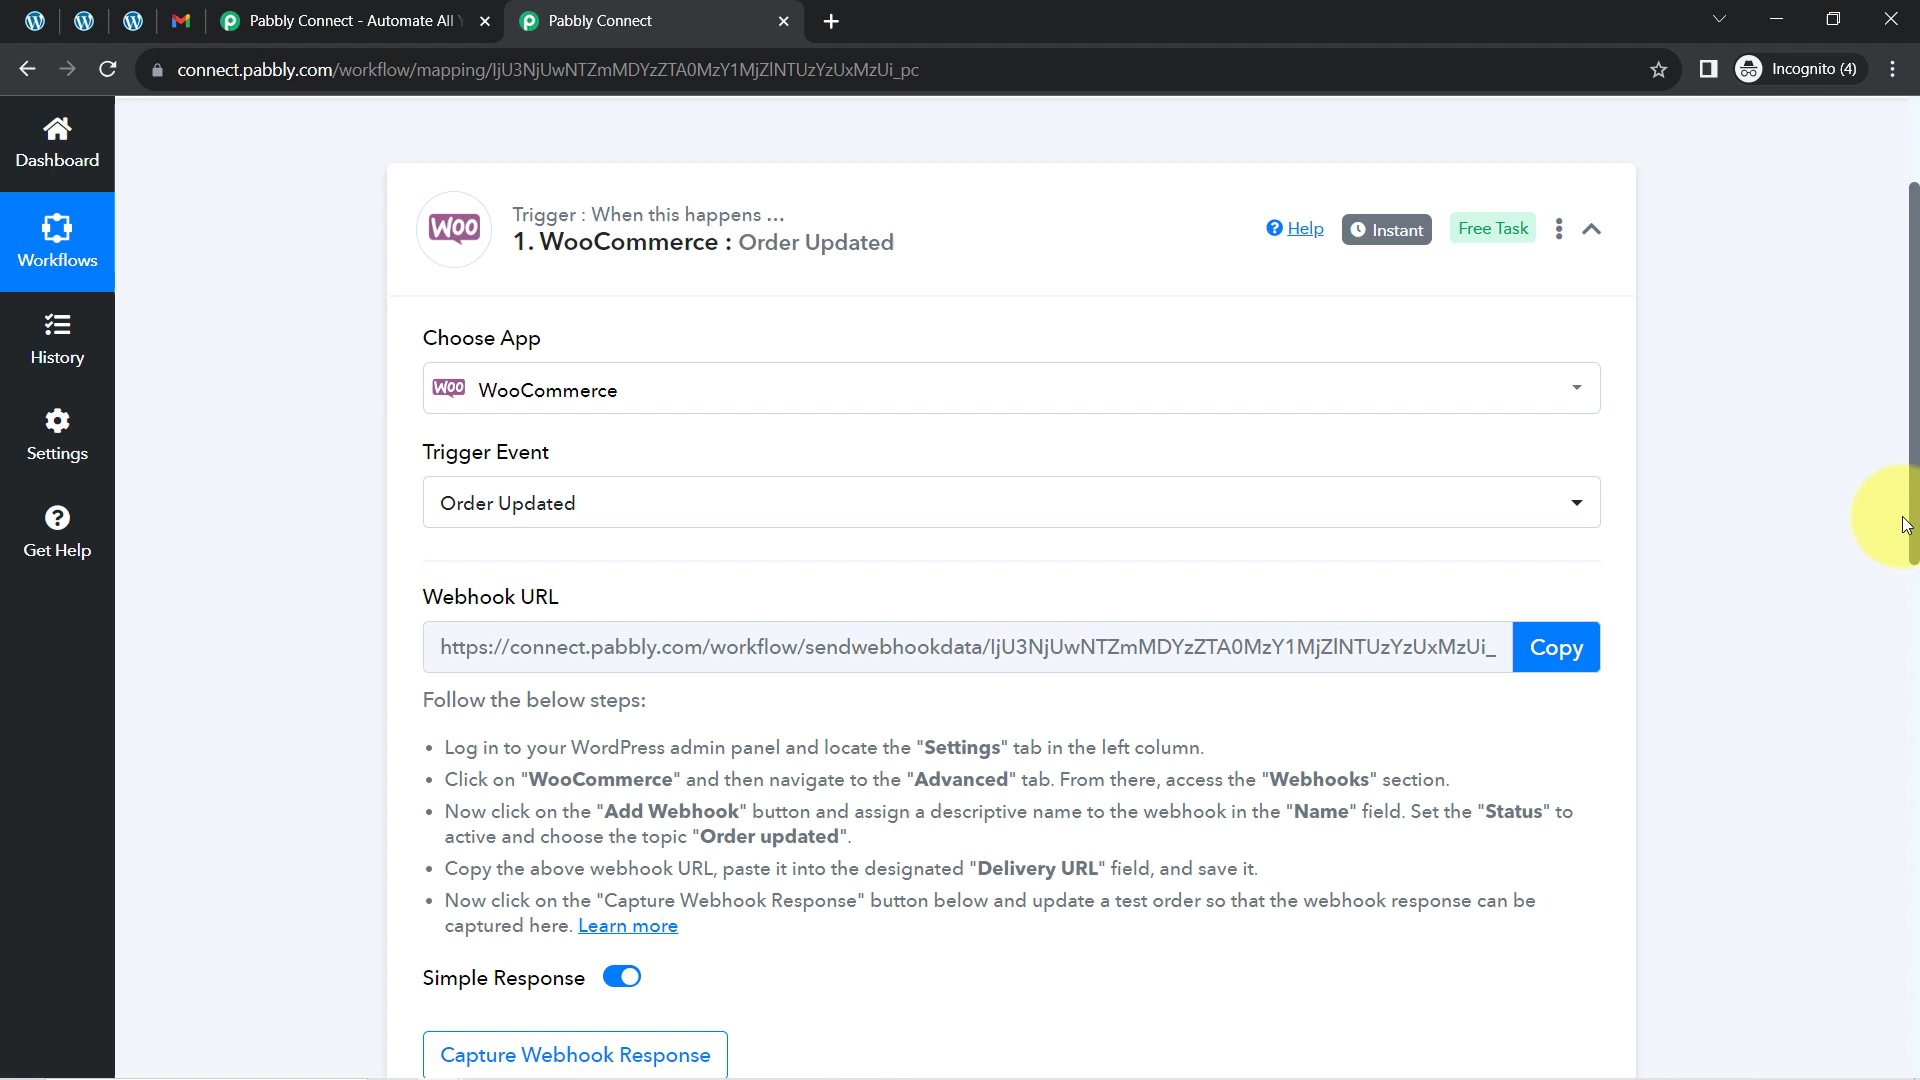 Pabbly Connect - Automate All
Pabbly Connect
connect.pabbly.com/workflow/mapping/IjU3NjUwNTZmMDYzZTA0MzY1MjZlNTUzYzUxMzUi_pc
Incognito (4)
Dashboard
Workflows
History
Settings
Get Help
WOO
Trigger : When this happens ...
1. WooCommerce : Order Updated
Help
Instant
Free Task
Choose App
WOO WooCommerce
Trigger Event
Order Updated
Webhook URL
https://connect.pabbly.com/workflow/sendwebhookdata/IjU3NjUwNTZmMDYzZTA0MzY1MjZlNTUzYzUxMzUi_
Copy
Follow the below steps:
• Log in to your WordPress admin panel and locate the "Settings" tab in the left column.
• Click on "WooCommerce" and then navigate to the "Advanced" tab. From there, access the "Webhooks" section.
• Now click on the "Add Webhook" button and assign a descriptive name to the webhook in the "Name" field. Set the "Status" to
active and choose the topic "Order updated".
• Copy the above webhook URL, paste it into the designated "Delivery URL" field, and save it.
• Now click on the "Capture Webhook Response" button below and update a test order so that the webhook response can be
captured here. Learn more
Simple Response
Capture Webhook Response